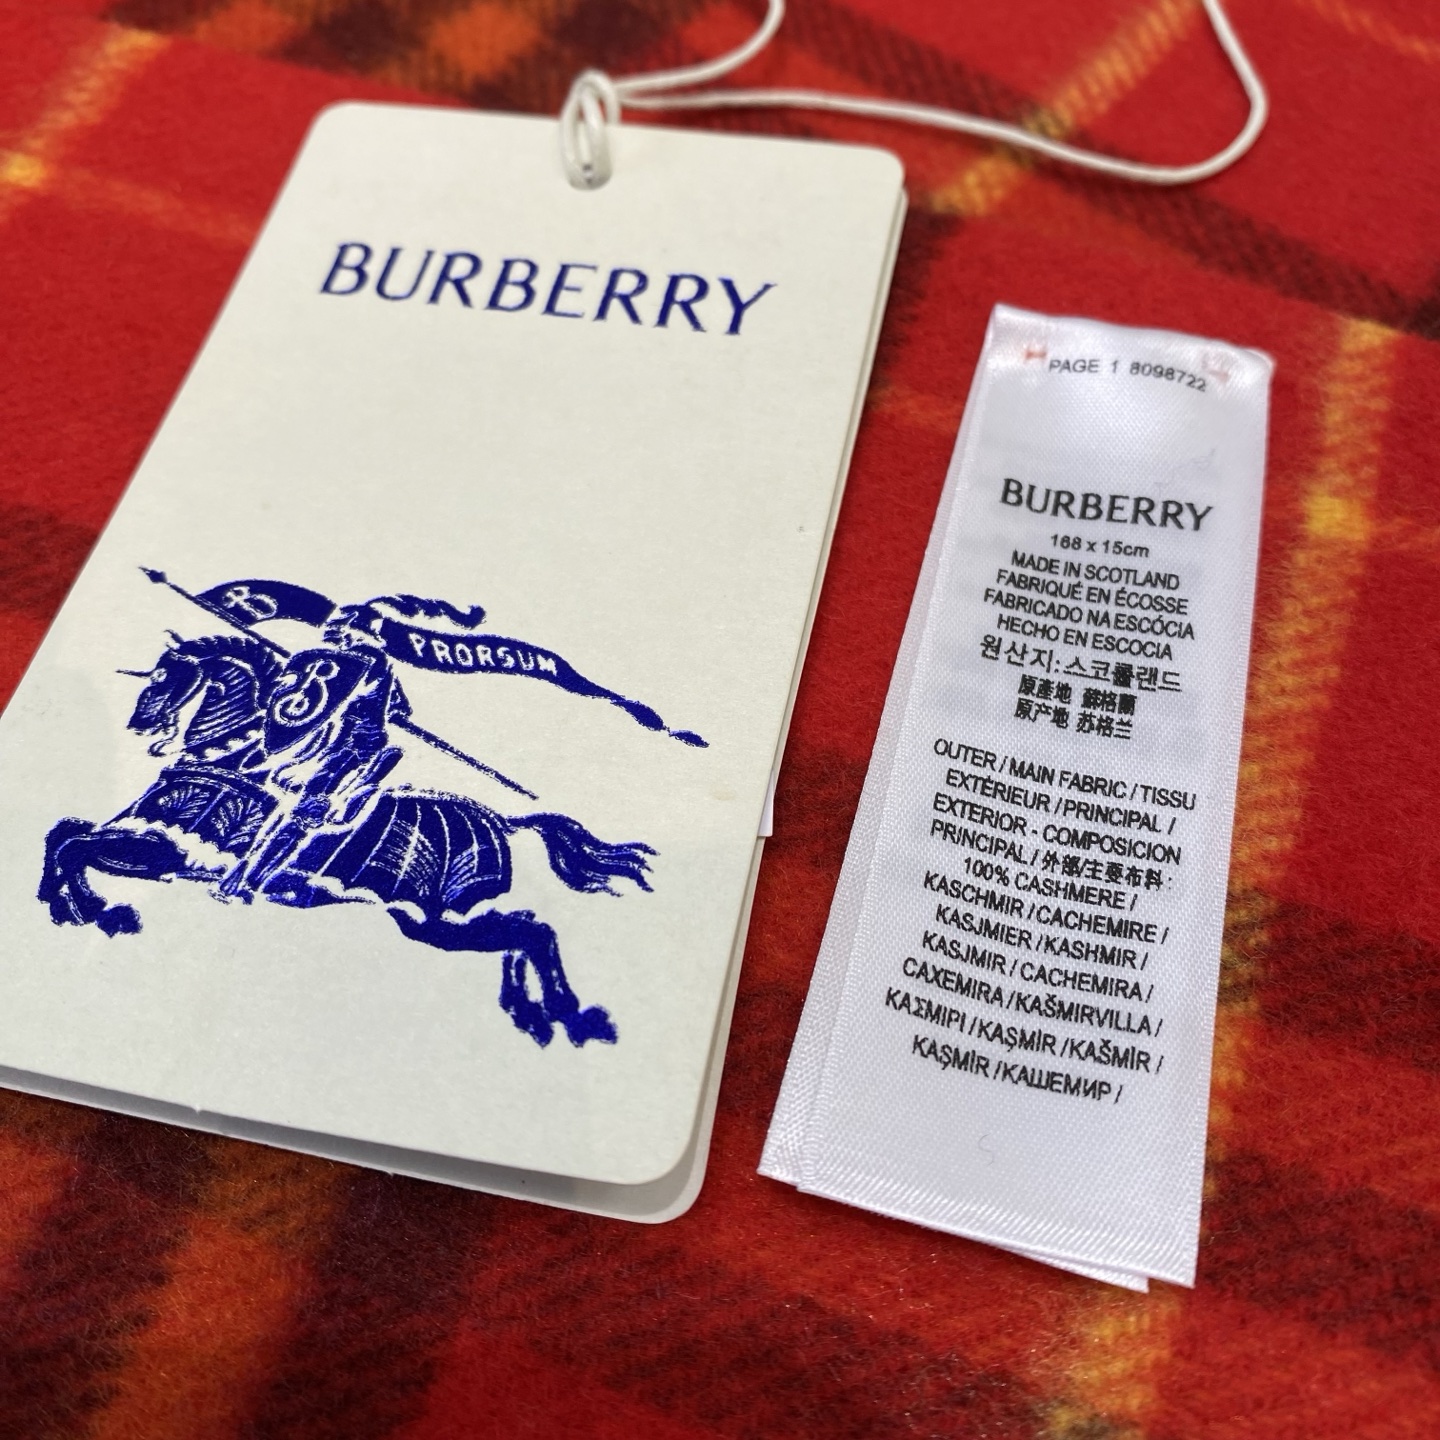 BURBERRY
B
PRORSUM
B
PAGE 1 8098722
BURBERRY
168 x 15cm
MADE IN SCOTLAND
FABRIQUÉ EN ÉCOSSE
FABRICADO NA ESCÓCIA
HECHO EN ESCOCIA
원산지:스코틀랜드
原產地 蘇格蘭
原产地 苏格兰
OUTER / MAIN FABRIC / TISSU
EXTÉRIEUR / PRINCIPAL /
EXTERIOR - COMPOSICION
PRINCIPAL / 外部/主要布料 :
100% CASHMERE /
KASCHMIR / CACHEMIRE /
KASJMIER / KASHMIR /
KASJMIR / CACHEMIRA /
CAXEMIRA / KAŠMIRVILLA /
ΚΑΣΜΙΡΙ / KAŞMİR / KAŠMÍR /
KAŞMİR / КАШЕМИР /